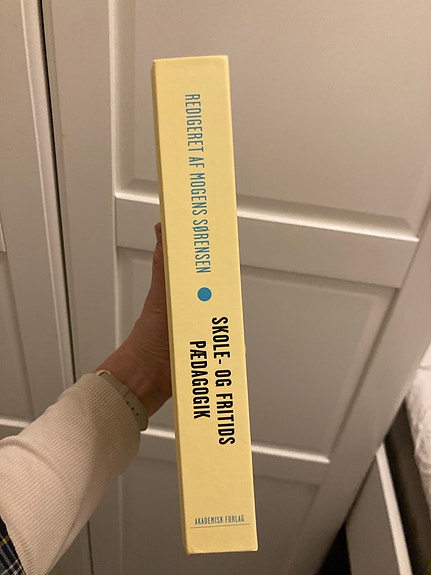 REDIGERET AF MOGENS SØRENSEN
SKOLE- OG FRITIDS
PÆDAGOGIK
AKADEMISK FORLAG